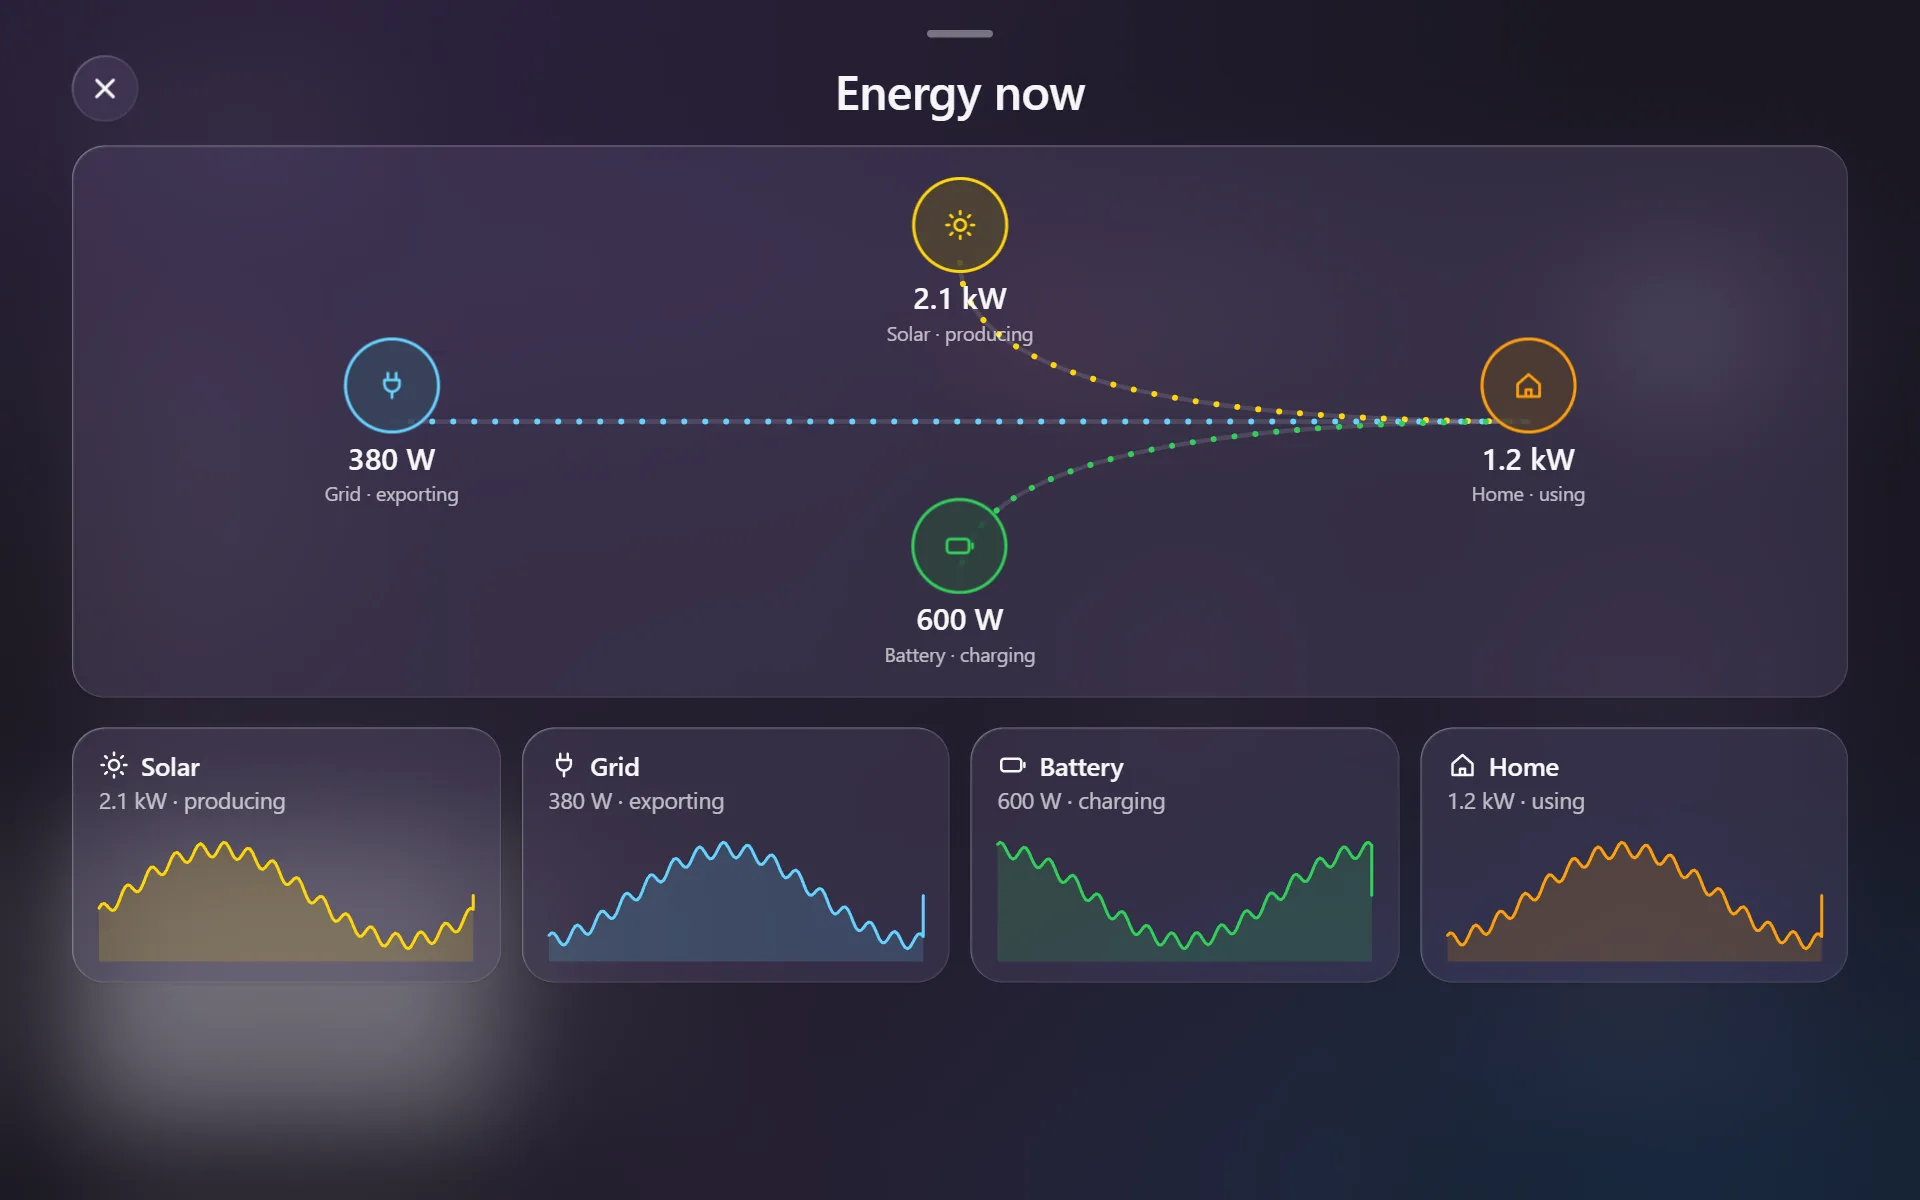 Energy now
2.1 kW
Solar · producing
380 W
Grid · exporting
1.2 kW
Home · using
600 W
Battery · charging
Solar
2.1 kW · producing
Grid
380 W · exporting
Battery
600 W · charging
Home
1.2 kW · using